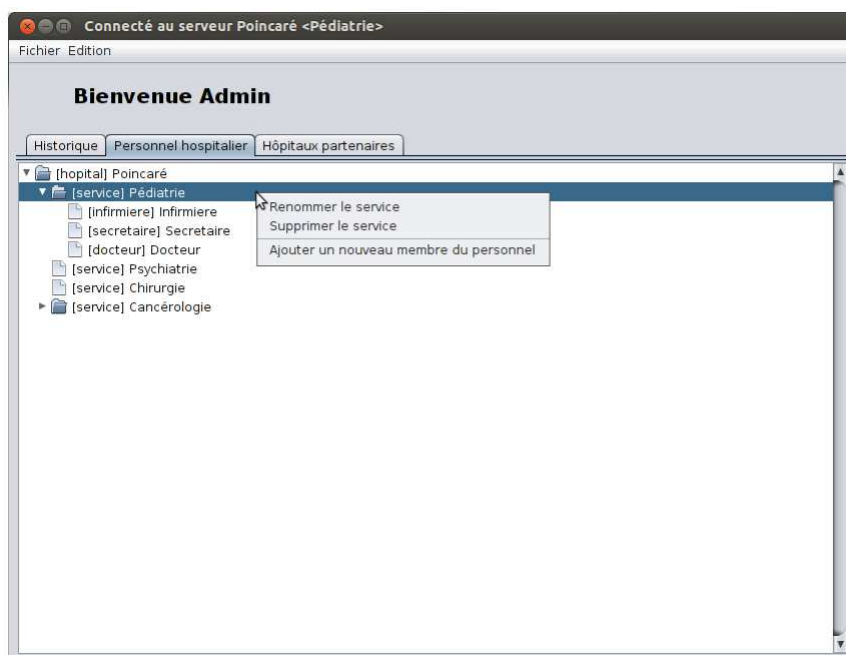 Connecté au serveur Poincaré <Pédiatrie>
Fichier Edition
Bienvenue Admin
Historique Personnel hospitalier Hôpitaux partenaires
[hopital] Poincaré
[service] Pédiatrie
Renommer le service
[infirmiere] Infirmiere
Supprimer le service
[secretaire] Secretaire
Ajouter un nouveau membre du personnel
[docteur] Docteur
[service] Psychiatrie
[service] Chirurgie
[service] Cancérologie